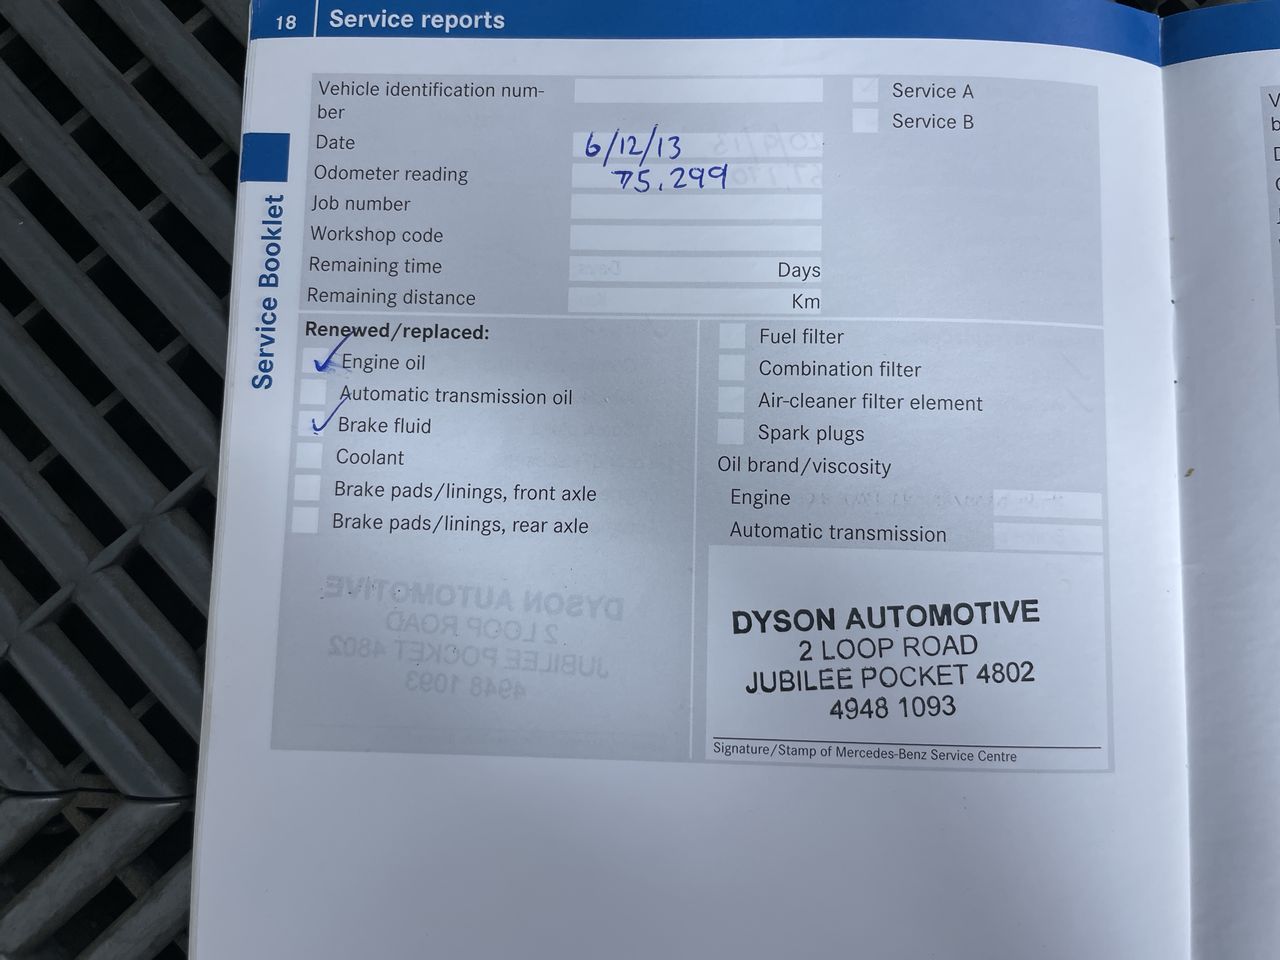 18 Service reports
Service Booklet
Vehicle identification num-
ber
Date 6/12/13
Odometer reading 75.299
Job number
Workshop code
Remaining time Days
Remaining distance Km
Service A
Service B
Renewed/replaced:
Engine oil
Automatic transmission oil
Brake fluid
Coolant
Brake pads/linings, front axle
Brake pads/linings, rear axle
Fuel filter
Combination filter
Air-cleaner filter element
Spark plugs
Oil brand/viscosity
Engine
Automatic transmission
DYSON AUTOMOTIVE
2 LOOP ROAD
JUBILEE POCKET 4802
4948 1093
Signature/Stamp of Mercedes-Benz Service Centre